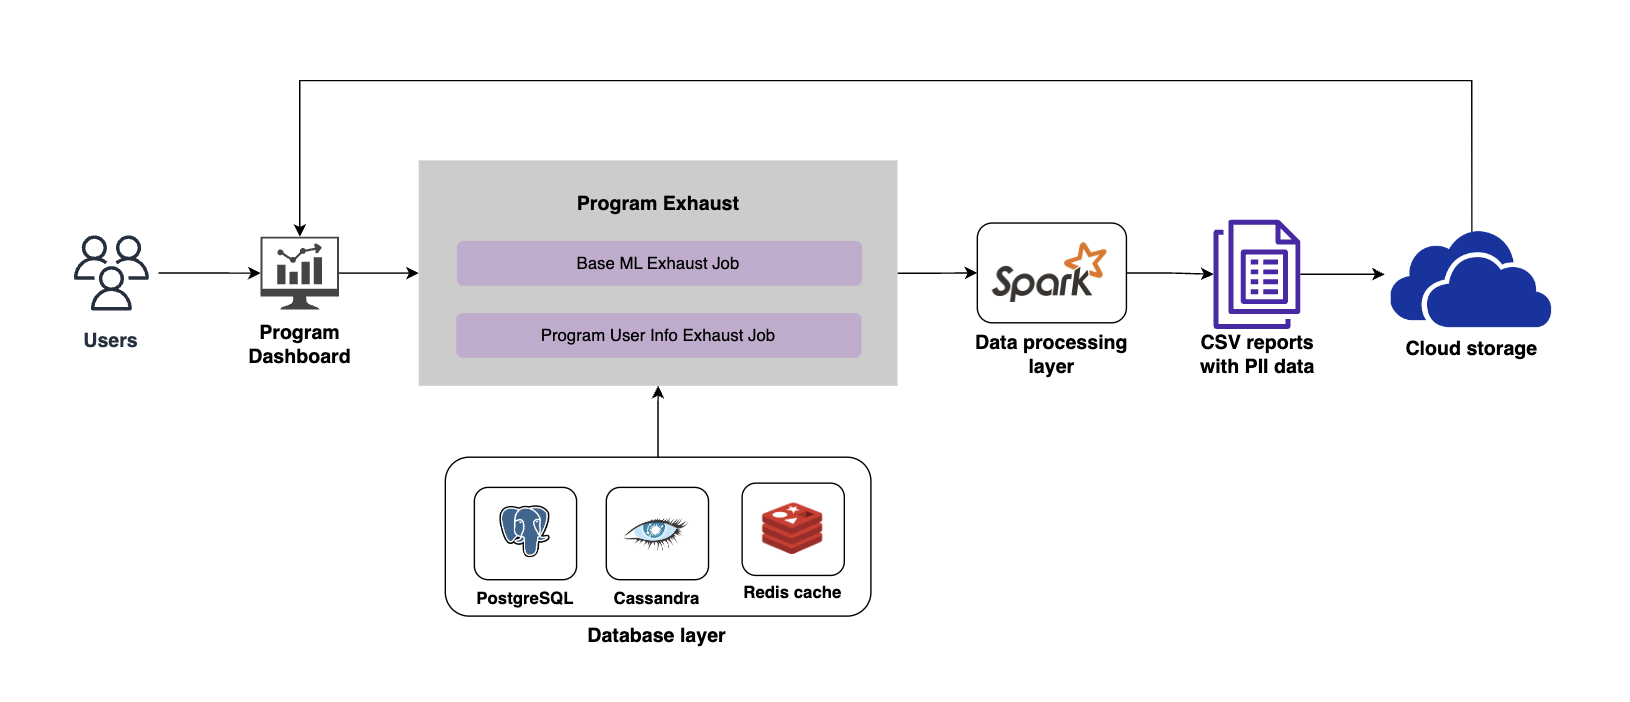 Program Exhaust
Base ML Exhaust Job
Program User Info Exhaust Job
Users
Program
Dashboard
Spark
Data processing
layer
CSV reports
with PII data
Cloud storage
PostgreSQL
Cassandra
Redis cache
Database layer